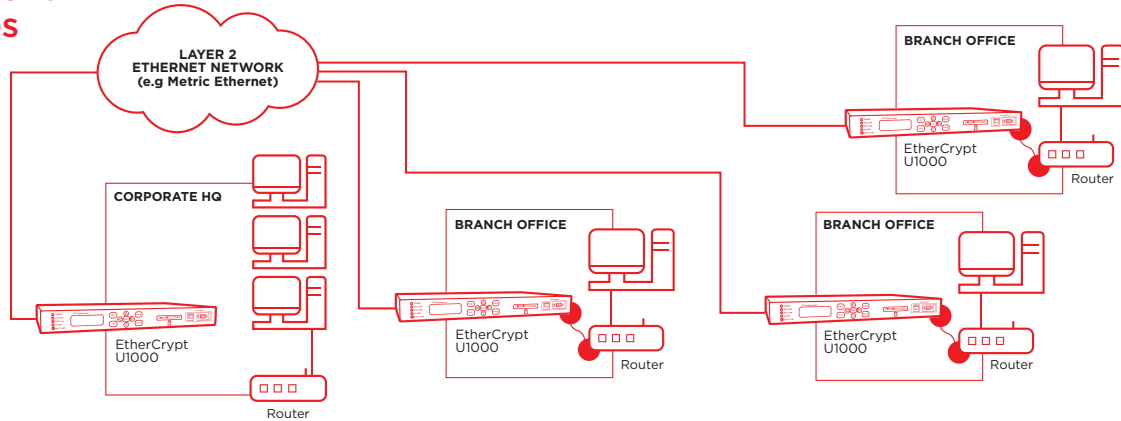 es
LAYER 2
ETHERNET NETWORK
(e.g Metric Ethernet)
BRANCH OFFICE
EtherCrypt
U1000
Router
CORPORATE HQ
EtherCrypt
U1000
Router
BRANCH OFFICE
EtherCrypt
U1000
Router
BRANCH OFFICE
EtherCrypt
U1000
Router